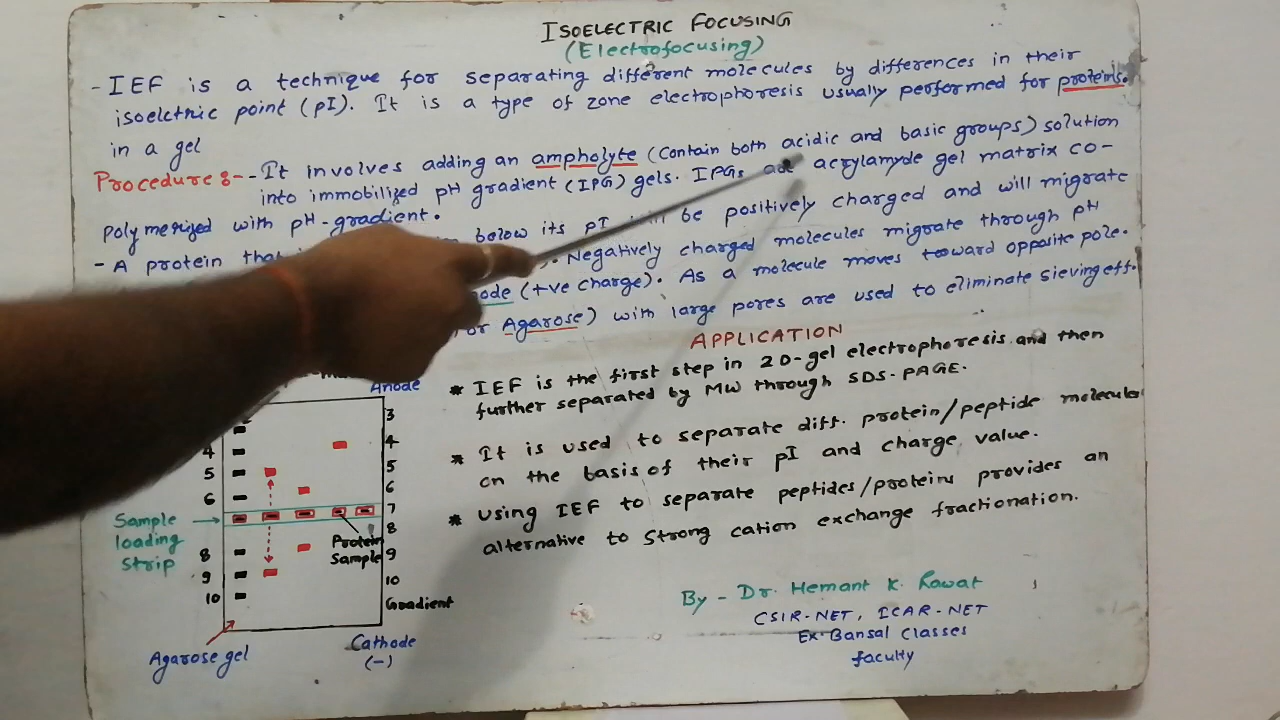 ISOELECTRIC FOCUSING
(Electrofocusing)
- IEF is a technique for separating different molecules by differences in their
isoelctric point (pI). It is a type of zone electrophoresis usually performed for proteins.
in a gel
Procedure :- - It involves adding an ampholyte (contain both acidic and basic groups) solution
into immobilized pH gradient (IPG) gels. IPGs acrylamyde gel matrix co-
polymerized with pH-gradient.
- A protein below its pI be positively charged and will migrate
. Negatively charged molecules migrate through pH
(+ve charge). As a molecule moves toward opposite pole.
or Agarose) with large pores are used to eliminate sieving eff.
APPLICATION
* IEF is the first step in 2D-gel electrophoresis and then
further separated by MW through SDS-PAGE.
* It is used to separate diff. protein/peptide molecules
on the basis of their pI and charge value.
* Using IEF to separate peptides/proteins provides an
alternative to strong cation exchange fractionation.
Anode
3
4 4
5 5
6 6
7
8
8 9
9 10
10
Sample
loading
strip
Protein
Sample
Gradient
Agarose gel
Cathode
(-)
By - Dr. Hemant K. Rawat
CSIR-NET, ICAR-NET
Ex. Bansal Classes
faculty